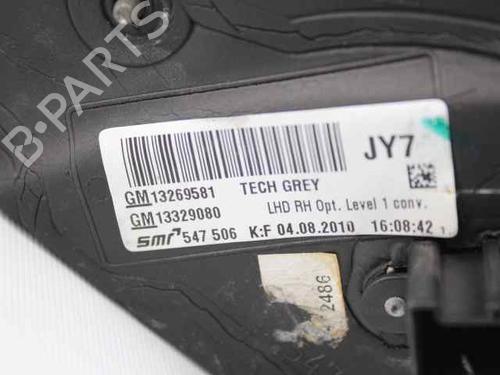 B-PARTS
JY7
GM13269581 TECH GREY
GM13329080 LHD RH Opt. Level 1 conv.
smr 547 506 K:F 04.08.2010 16:08:42 1
2486